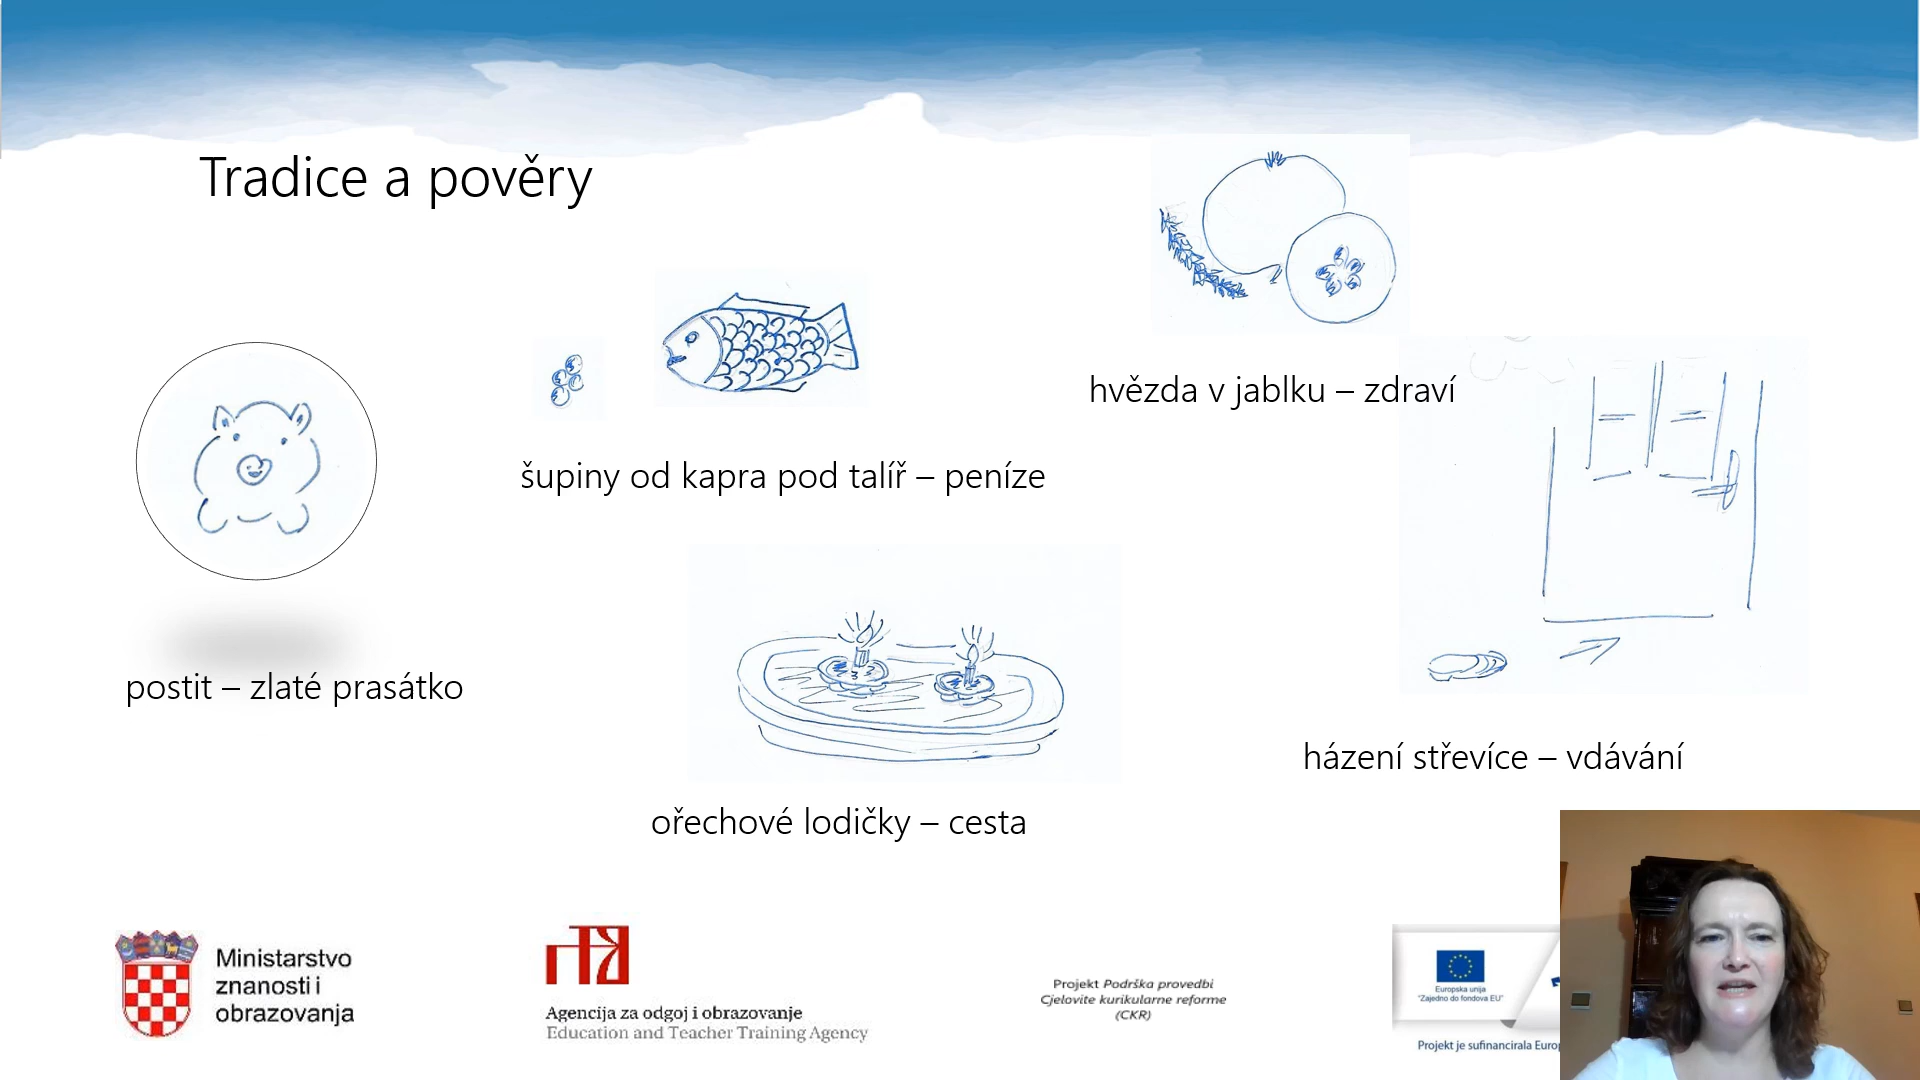 Tradice a pověry
hvězda v jablku – zdraví
šupiny od kapra pod talíř – peníze
postit – zlaté prasátko
házení střevíce – vdávání
ořechové lodičky – cesta
Ministarstvo
znanosti i
obrazovanja
Agencija za odgoj i obrazovanje
Education and Teacher Training Agency
Projekt Podrška provedbi
Cjelovite kurikularne reforme
(CKR)
Europska unija
"Zajedno do fondova EU"
Projekt je sufinancirala